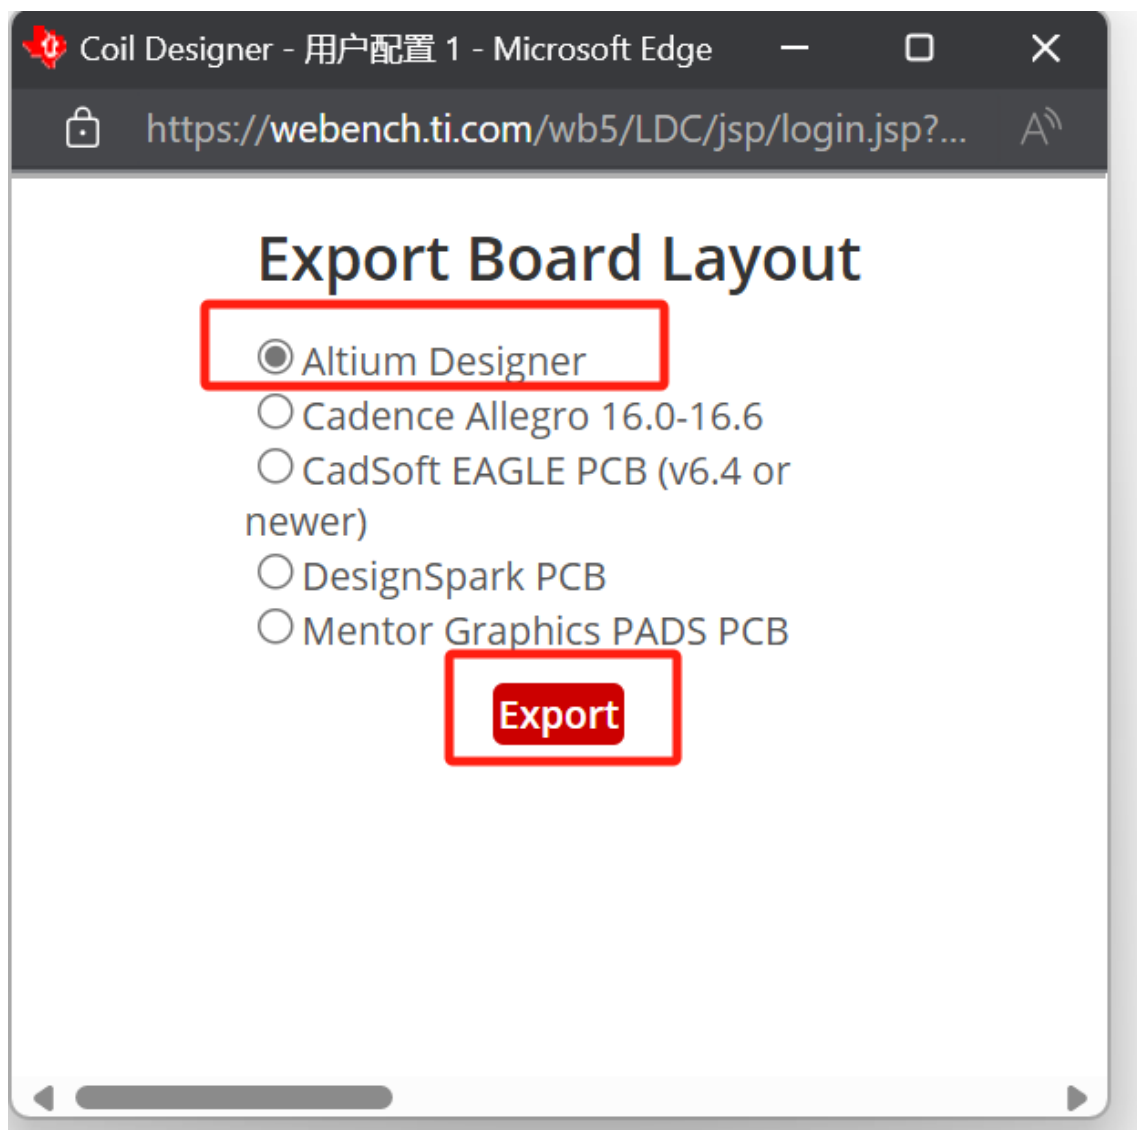 Coil Designer - 用户配置 1 - Microsoft Edge
https://webench.ti.com/wb5/LDC/jsp/login.jsp?...
Export Board Layout
Altium Designer
Cadence Allegro 16.0-16.6
CadSoft EAGLE PCB (v6.4 or
newer)
DesignSpark PCB
Mentor Graphics PADS PCB
Export